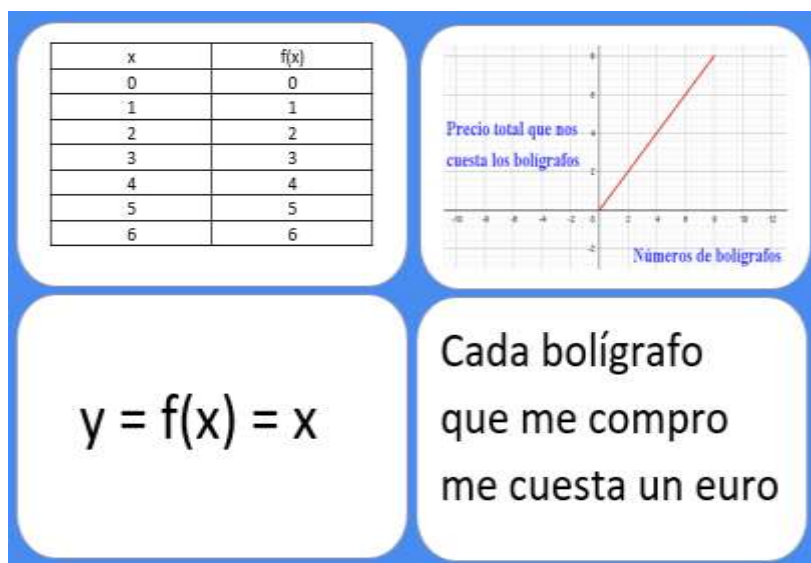 x f(x)
0 0
1 1
2 2
3 3
4 4
5 5
6 6
Precio total que nos
cuesta los bolígrafos
Números de bolígrafos
y = f(x) = x
Cada bolígrafo
que me compro
me cuesta un euro